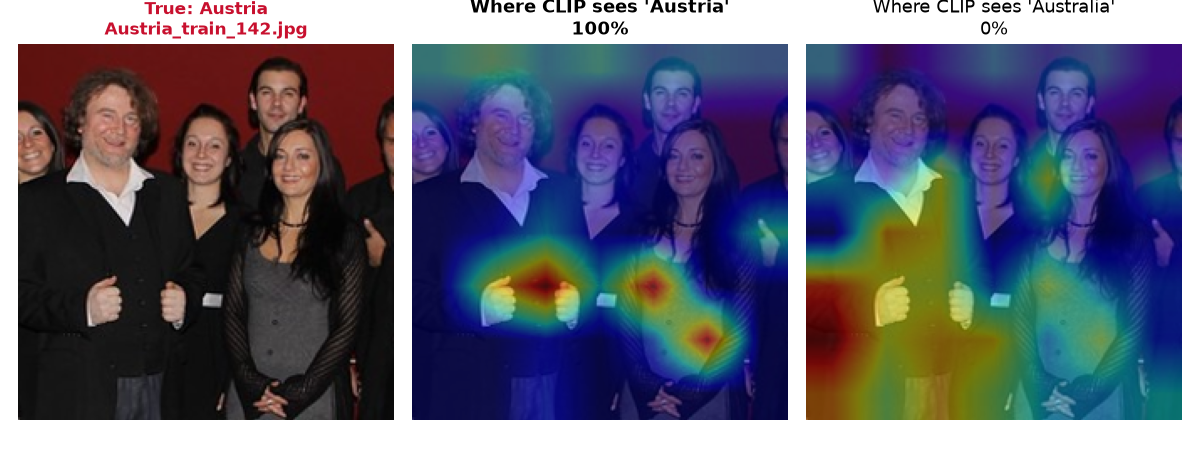 True: Austria
Austria_train_142.jpg
Where CLIP sees 'Austria'
100%
Where CLIP sees 'Australia'
0%